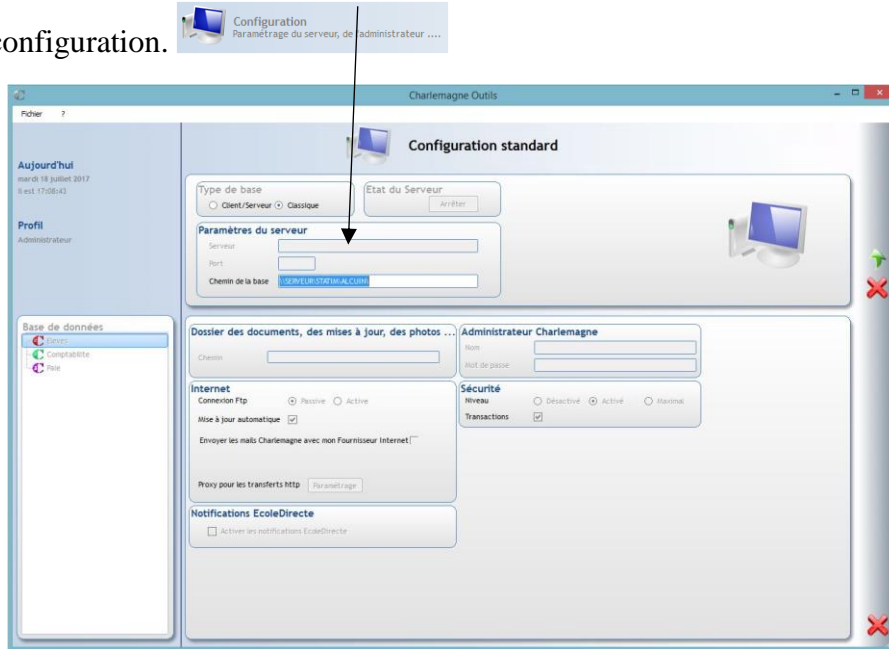 Configuration
Paramétrage du serveur, de l'administrateur ....
configuration.
Charlemagne Outils
Fichier ?
Configuration standard
Aujourd'hui
mardi 18 juillet 2017
Il est 17:08:43
Profil
Administrateur
Type de base
Client/Serveur Classique
Etat du Serveur
Arrêter
Paramètres du serveur
Serveur
Port
Chemin de la base
Base de données
Eleves
Comptabilite
Paie
Dossier des documents, des mises à jour, des photos ...
Chemin
Administrateur Charlemagne
Nom
Mot de passe
Internet
Connexion Ftp Passive Active
Mise à jour automatique
Envoyer les mails Charlemagne avec mon Fournisseur Internet
Proxy pour les transferts http Paramétrage
Sécurité
Niveau Désactivé Activé Maximal
Transactions
Notifications EcoleDirecte
Activer les notifications EcoleDirecte